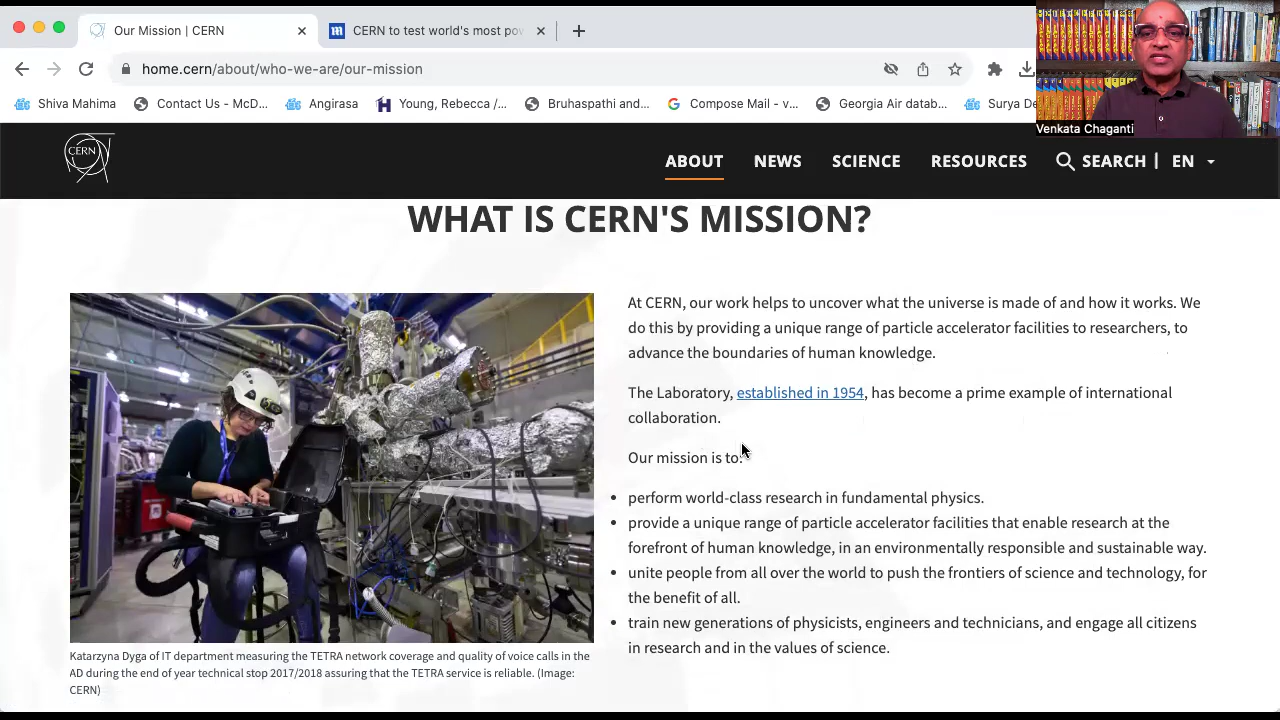 Our Mission | CERN
CERN to test world's most pov
home.cern/about/who-we-are/our-mission
Shiva Mahima
Contact Us - McD...
Angirasa
Young, Rebecca /...
Bruhaspathi and...
Compose Mail - v...
Georgia Air datab...
Surya De
Venkata Chaganti
CERN
ABOUT
NEWS
SCIENCE
RESOURCES
SEARCH |
EN
WHAT IS CERN'S MISSION?
At CERN, our work helps to uncover what the universe is made of and how it works. We
do this by providing a unique range of particle accelerator facilities to researchers, to
advance the boundaries of human knowledge.
The Laboratory, established in 1954, has become a prime example of international
collaboration.
Our mission is to:
perform world-class research in fundamental physics.
provide a unique range of particle accelerator facilities that enable research at the
forefront of human knowledge, in an environmentally responsible and sustainable way.
unite people from all over the world to push the frontiers of science and technology, for
the benefit of all.
train new generations of physicists, engineers and technicians, and engage all citizens
in research and in the values of science.
Katarzyna Dyga of IT department measuring the TETRA network coverage and quality of voice calls in the
AD during the end of year technical stop 2017/2018 assuring that the TETRA service is reliable. (Image:
CERN)